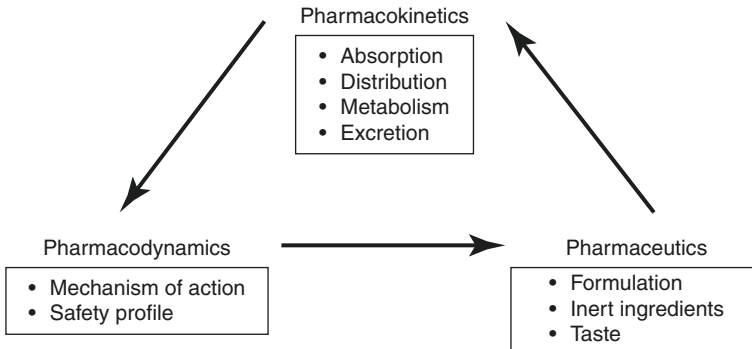 Pharmacokinetics
• Absorption
• Distribution
• Metabolism
• Excretion
Pharmacodynamics
• Mechanism of action
• Safety profile
Pharmaceutics
• Formulation
• Inert ingredients
• Taste